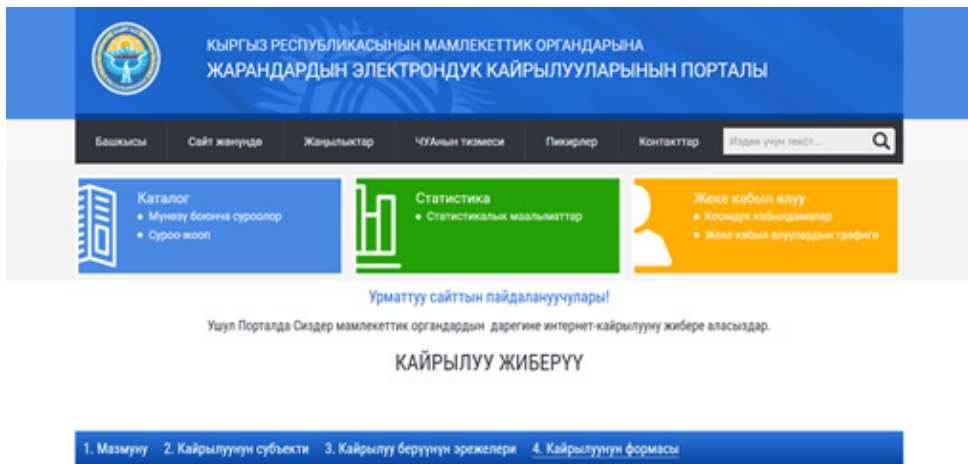 КЫРГЫЗ РЕСПУБЛИКАСЫНЫН МАМЛЕКЕТТИК ОРГАНДАРЫНА
ЖАРАНДАРДЫН ЭЛЕКТРОНДУК КАЙРЫЛУУЛАРЫНЫН ПОРТАЛЫ
Башкысы Сайт жөнүндө Жаңылыктар ЧУАнын тизмеси Пикирлер Контакттар Издөө үчүн текст...
Каталог
• Мүнөзү боюнча суроолор
• Суроо-жооп
Статистика
• Статистикалык маалыматтар
Жеке кабыл алуу
• Коомдук кабылдамалар
• Жеке кабыл алуулардын графиги
Урматтуу сайттын пайдалануучулары!
Ушул Порталда Сиздер мамлекеттик органдардын дарегине интернет-кайрылууну жибере аласыздар.
КАЙРЫЛУУ ЖИБЕРҮҮ
1. Мазмуну 2. Кайрылуунун субъекти 3. Кайрылуу берүүнүн эрежелери 4. Кайрылуунун формасы